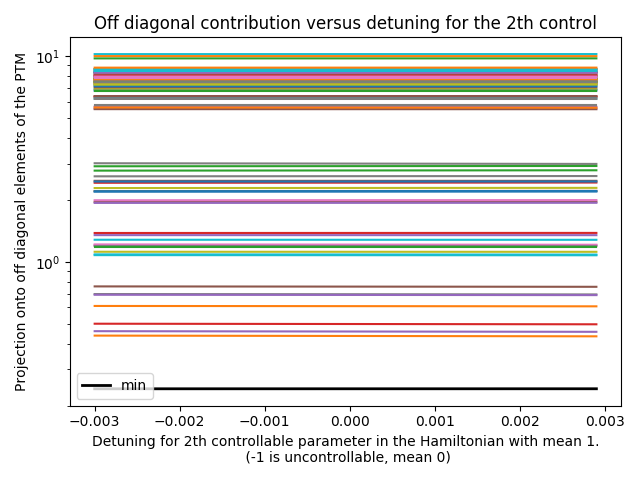 Off diagonal contribution versus detuning for the 2th control
Projection onto off diagonal elements of the PTM
10¹
10⁰
min
−0.003 −0.002 −0.001 0.000 0.001 0.002 0.003
Detuning for 2th controllable parameter in the Hamiltonian with mean 1.
(-1 is uncontrollable, mean 0)